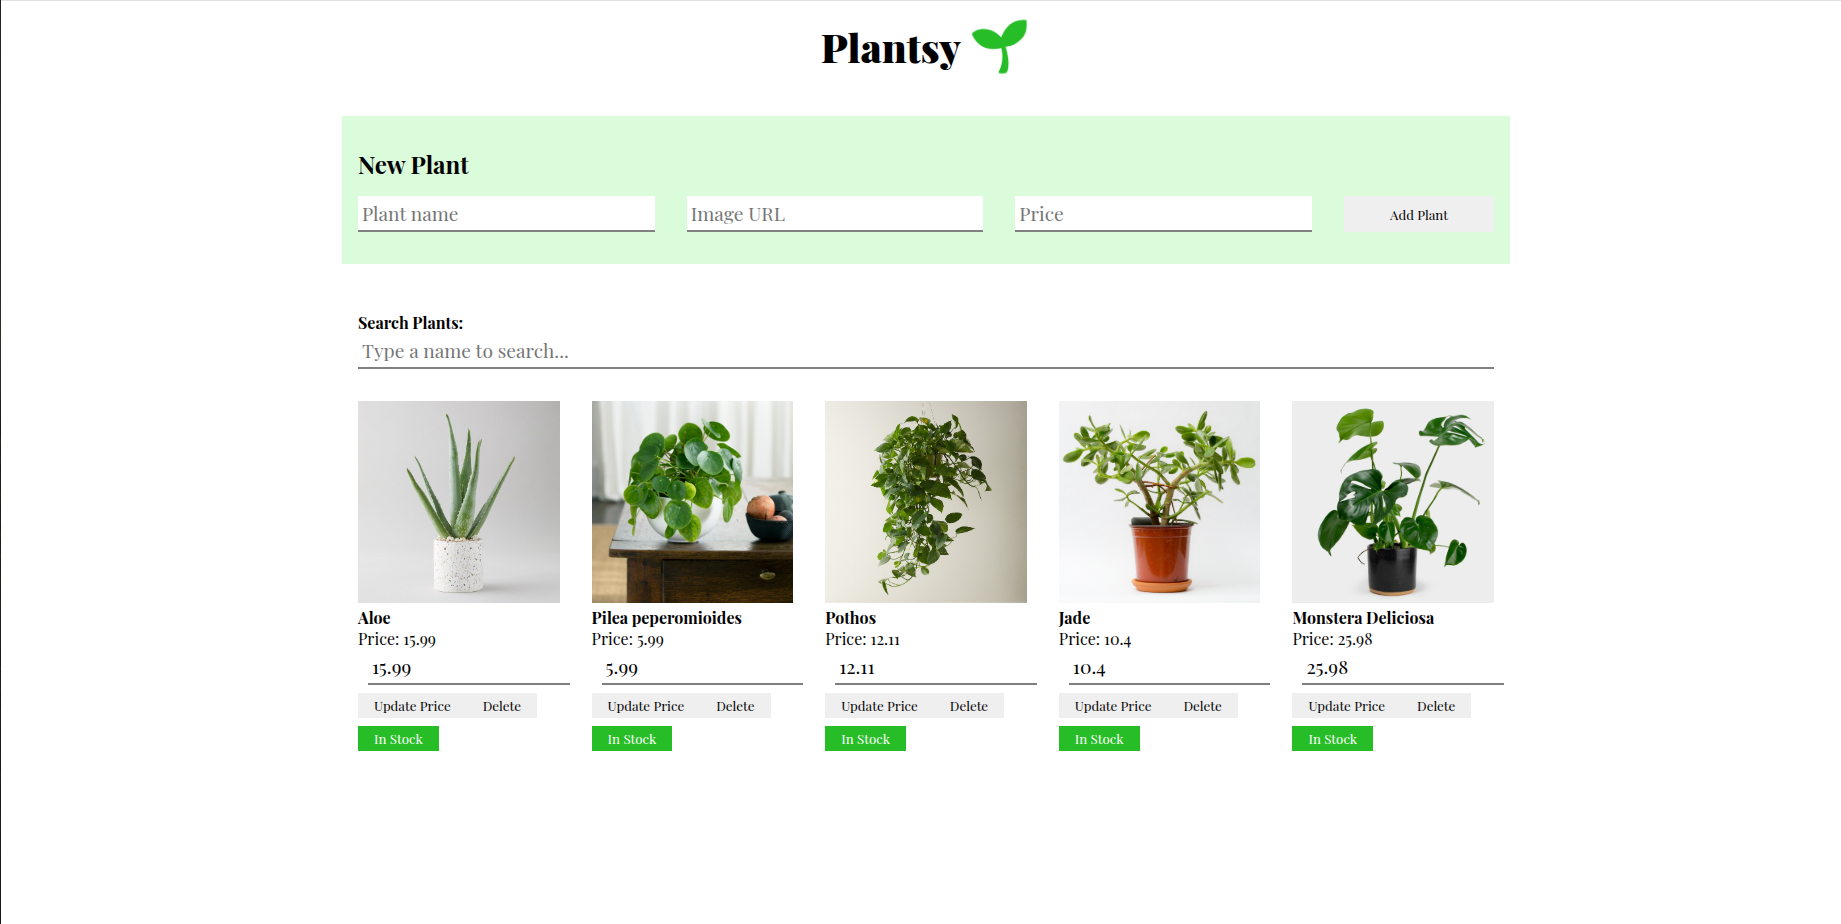 Plantsy
New Plant
Plant name
Image URL
Price
Add Plant
Search Plants:
Type a name to search...
Aloe
Price: 15.99
15.99
Update Price
Delete
In Stock
Pilea peperomioides
Price: 5.99
5.99
Update Price
Delete
In Stock
Pothos
Price: 12.11
12.11
Update Price
Delete
In Stock
Jade
Price: 10.4
10.4
Update Price
Delete
In Stock
Monstera Deliciosa
Price: 25.98
25.98
Update Price
Delete
In Stock